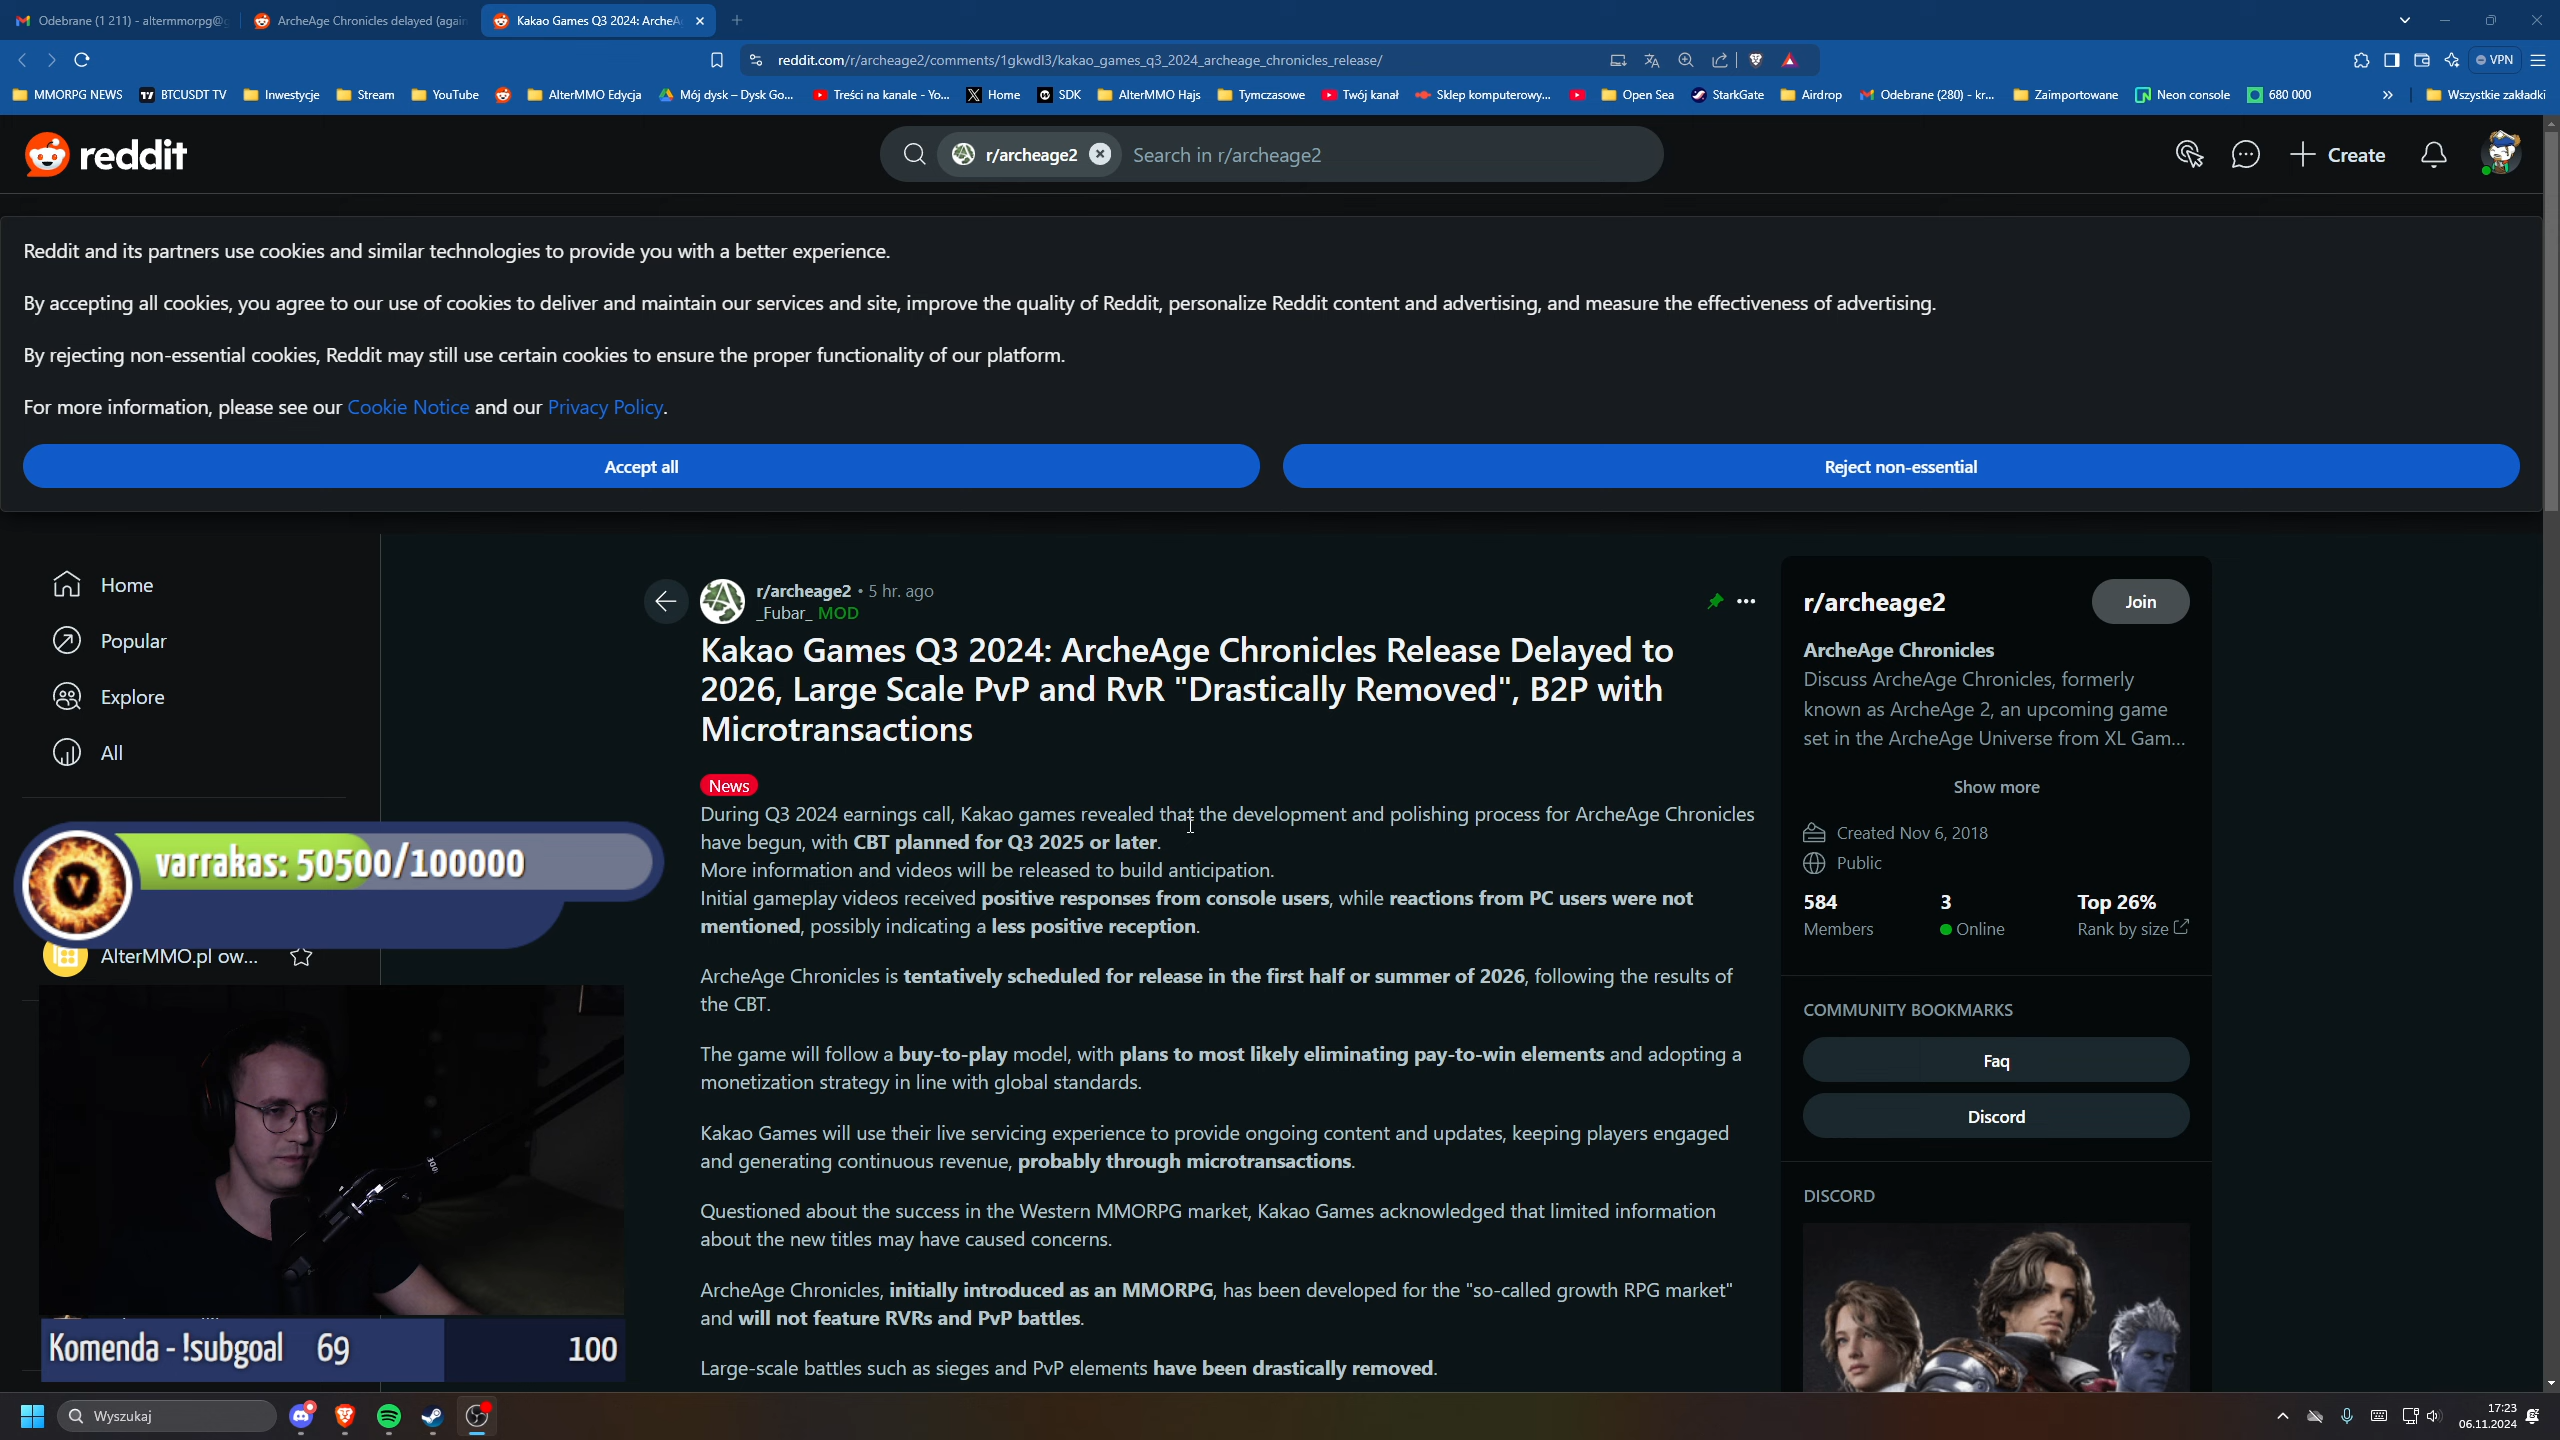 Odebrane (1 211) - altermmorpg@g
ArcheAge Chronicles delayed (again
Kakao Games Q3 2024: ArcheA
reddit.com/r/archeage2/comments/1gkwdl3/kakao_games_q3_2024_archeage_chronicles_release/
VPN
MMORPG NEWS
BTCUSDT TV
Inwestycje
Stream
YouTube
AlterMMO Edycja
Mój dysk – Dysk Go...
Treści na kanale - Yo...
Home
SDK
AlterMMO Hajs
Tymczasowe
Twój kanał
Sklep komputerowy...
Open Sea
StarkGate
Airdrop
Odebrane (280) - kr...
Zaimportowane
Neon console
680 000
Wszystkie zakładki
reddit
r/archeage2
Search in r/archeage2
Create
Reddit and its partners use cookies and similar technologies to provide you with a better experience.
By accepting all cookies, you agree to our use of cookies to deliver and maintain our services and site, improve the quality of Reddit, personalize Reddit content and advertising, and measure the effectiveness of advertising.
By rejecting non-essential cookies, Reddit may still use certain cookies to ensure the proper functionality of our platform.
For more information, please see our Cookie Notice and our Privacy Policy.
Accept all
Reject non-essential
Home
Popular
Explore
All
varrakas: 50500/100000
AlterMMO.pl ow...
Komenda - !subgoal 69 100
r/archeage2 • 5 hr. ago
_Fubar_ MOD
Kakao Games Q3 2024: ArcheAge Chronicles Release Delayed to
2026, Large Scale PvP and RvR "Drastically Removed", B2P with
Microtransactions
News
During Q3 2024 earnings call, Kakao games revealed that the development and polishing process for ArcheAge Chronicles
have begun, with CBT planned for Q3 2025 or later.
More information and videos will be released to build anticipation.
Initial gameplay videos received positive responses from console users, while reactions from PC users were not
mentioned, possibly indicating a less positive reception.
ArcheAge Chronicles is tentatively scheduled for release in the first half or summer of 2026, following the results of
the CBT.
The game will follow a buy-to-play model, with plans to most likely eliminating pay-to-win elements and adopting a
monetization strategy in line with global standards.
Kakao Games will use their live servicing experience to provide ongoing content and updates, keeping players engaged
and generating continuous revenue, probably through microtransactions.
Questioned about the success in the Western MMORPG market, Kakao Games acknowledged that limited information
about the new titles may have caused concerns.
ArcheAge Chronicles, initially introduced as an MMORPG, has been developed for the "so-called growth RPG market"
and will not feature RVRs and PvP battles.
Large-scale battles such as sieges and PvP elements have been drastically removed.
r/archeage2
Join
ArcheAge Chronicles
Discuss ArcheAge Chronicles, formerly
known as ArcheAge 2, an upcoming game
set in the ArcheAge Universe from XL Gam...
Show more
Created Nov 6, 2018
Public
584 3 Top 26%
Members Online Rank by size
COMMUNITY BOOKMARKS
Faq
Discord
DISCORD
Wyszukaj
17:23
06.11.2024